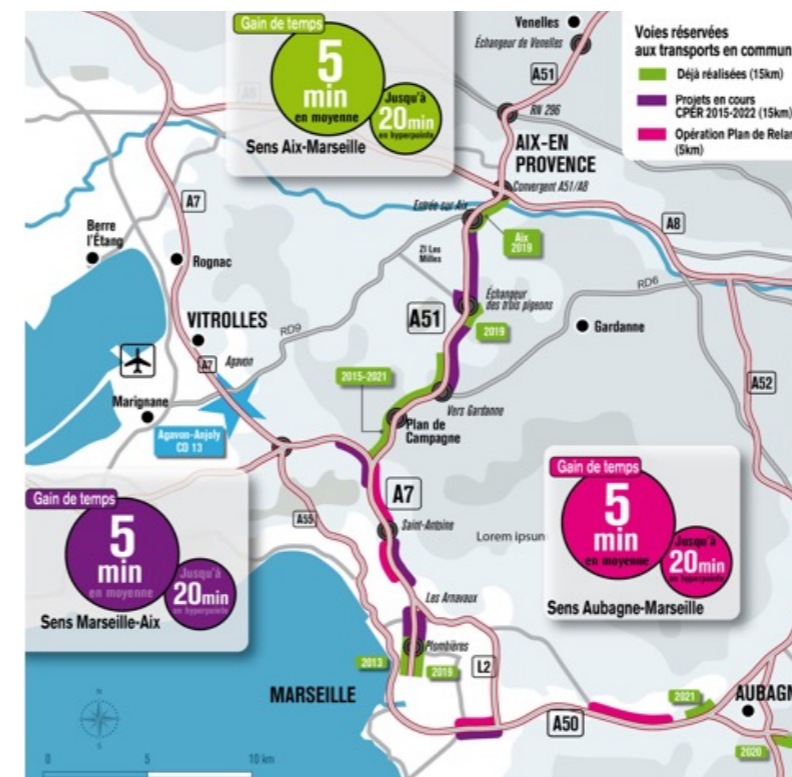 Gain de temps
5
min
en moyenne
Jusqu'à
20min
en hyperpointe
Sens Aix-Marseille
Venelles
Échangeur de Venelles
A51
RN 296
AIX-EN
PROVENCE
Convergent A51/A8
Voies réservées
aux transports en commun
Déjà réalisées (15km)
Projets en cours
CPER 2015-2022 (15km)
Opération Plan de Relan
(5km)
A8
A7
Entrée sur Aix
Aix
2019
A8
Berre
l'Étang
Rognac
ZI Les
Milles
Échangeur
des trois pigeons
RD6
A51
VITROLLES
RD9
2019
Gardanne
A7
Agavon
2015-2021
A52
Marignane
Vers Gardanne
Plan de
Campagne
Agavon-Anjoly
CD 13
Gain de temps
5
min
en moyenne
Jusqu'à
20min
en hyperpointe
Sens Marseille-Aix
A7
A55
Saint-Antoine
Lorem ipsun
Gain de temps
5
min
en moyenne
Jusqu'à
20min
en hyperpointe
Sens Aubagne-Marseille
Les Arnavaux
Plombières
2013
2019
L2
MARSEILLE
A50
2021
AUBAGN
2020
N
S
0
5
10 km